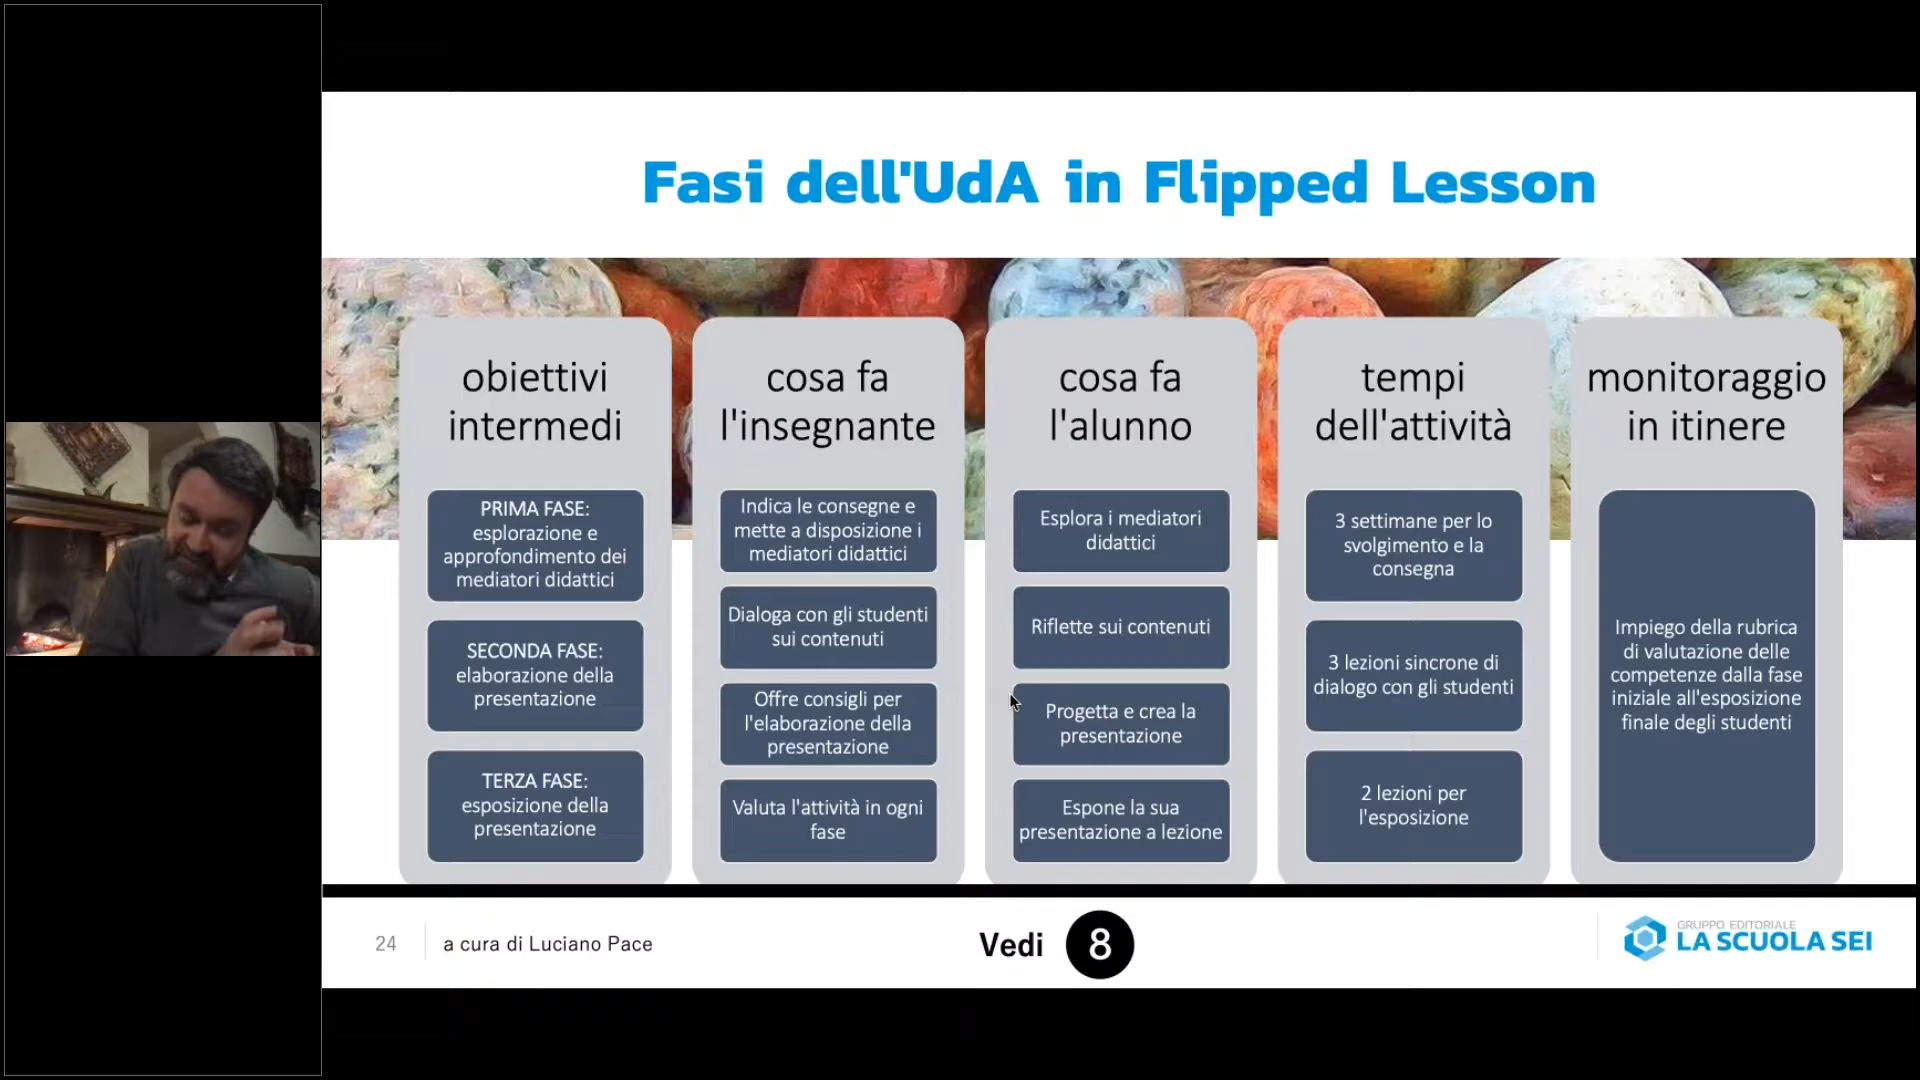 Fasi dell'UdA in Flipped Lesson
obiettivi
intermedi
PRIMA FASE:
esplorazione e
approfondimento dei
mediatori didattici
SECONDA FASE:
elaborazione della
presentazione
TERZA FASE:
esposizione della
presentazione
cosa fa
l'insegnante
Indica le consegne e
mette a disposizione i
mediatori didattici
Dialoga con gli studenti
sui contenuti
Offre consigli per
l'elaborazione della
presentazione
Valuta l'attività in ogni
fase
cosa fa
l'alunno
Esplora i mediatori
didattici
Riflette sui contenuti
Progetta e crea la
presentazione
Espone la sua
presentazione a lezione
tempi
dell'attività
3 settimane per lo
svolgimento e la
consegna
3 lezioni sincrone di
dialogo con gli studenti
2 lezioni per
l'esposizione
monitoraggio
in itinere
Impiego della rubrica
di valutazione delle
competenze dalla fase
iniziale all'esposizione
finale degli studenti
24
a cura di Luciano Pace
Vedi 8
GRUPPO EDITORIALE
LA SCUOLA SEI